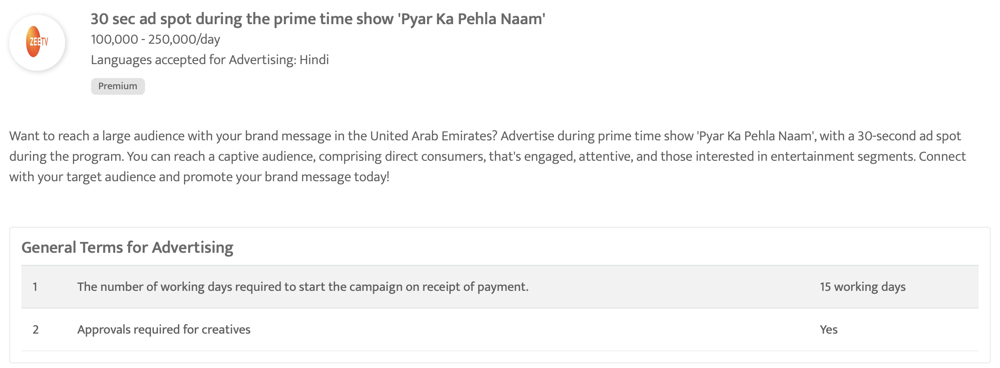 30 sec ad spot during the prime time show 'Pyar Ka Pehla Naam'
ZEETV
100,000 - 250,000/day
Languages accepted for Advertising: Hindi
Premium
Want to reach a large audience with your brand message in the United Arab Emirates? Advertise during prime time show 'Pyar Ka Pehla Naam', with a 30-second ad spot
during the program. You can reach a captive audience, comprising direct consumers, that's engaged, attentive, and those interested in entertainment segments. Connect
with your target audience and promote your brand message today!
General Terms for Advertising
1 The number of working days required to start the campaign on receipt of payment. 15 working days
2 Approvals required for creatives Yes